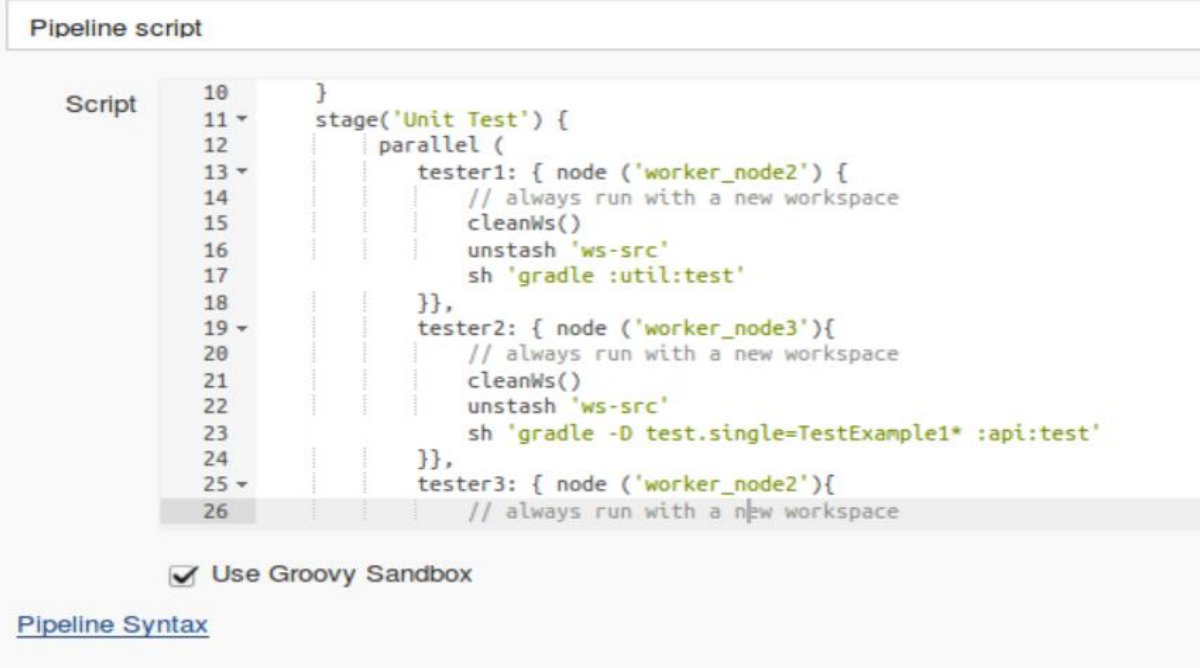 Pipeline script
Script
10 }
11 stage('Unit Test') {
12 parallel (
13 tester1: { node ('worker_node2') {
14 // always run with a new workspace
15 cleanWs()
16 unstash 'ws-src'
17 sh 'gradle :util:test'
18 }},
19 tester2: { node ('worker_node3'){
20 // always run with a new workspace
21 cleanWs()
22 unstash 'ws-src'
23 sh 'gradle -D test.single=TestExample1* :api:test'
24 }},
25 tester3: { node ('worker_node2'){
26 // always run with a new workspace
Use Groovy Sandbox
Pipeline Syntax